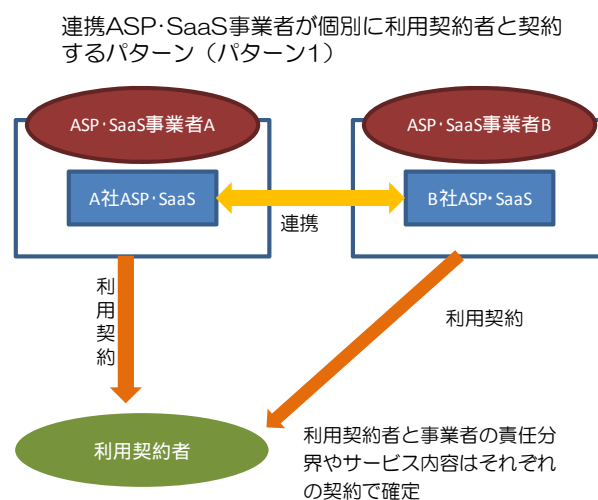 連携ASP･SaaS事業者が個別に利用契約者と契約
するパターン（パターン1）
ASP･SaaS事業者A
ASP･SaaS事業者B
A社ASP･SaaS
B社ASP･SaaS
連携
利用契約
利用契約
利用契約者
利用契約者と事業者の責任分
界やサービス内容はそれぞれ
の契約で確定